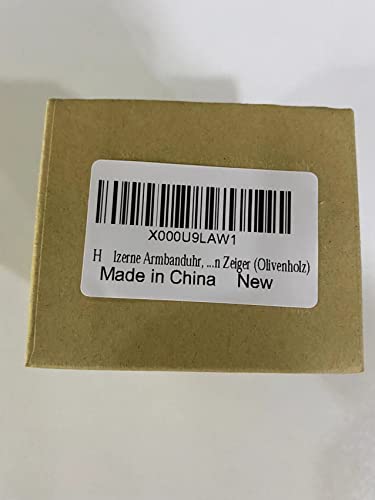 X000U9LAW1
H lzerne Armbanduhr, ...n Zeiger (Olivenholz)
Made in China New